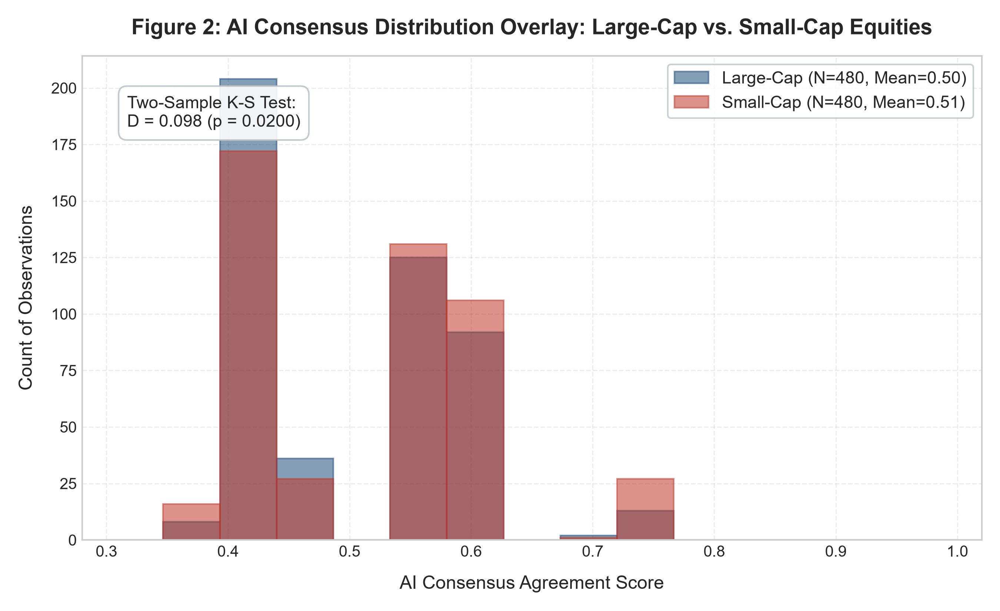 Figure 2: AI Consensus Distribution Overlay: Large-Cap vs. Small-Cap Equities
Large-Cap (N=480, Mean=0.50)
Small-Cap (N=480, Mean=0.51)
Two-Sample K-S Test:
D = 0.098 (p = 0.0200)
Count of Observations
200
175
150
125
100
75
50
25
0
0.3 0.4 0.5 0.6 0.7 0.8 0.9 1.0
AI Consensus Agreement Score